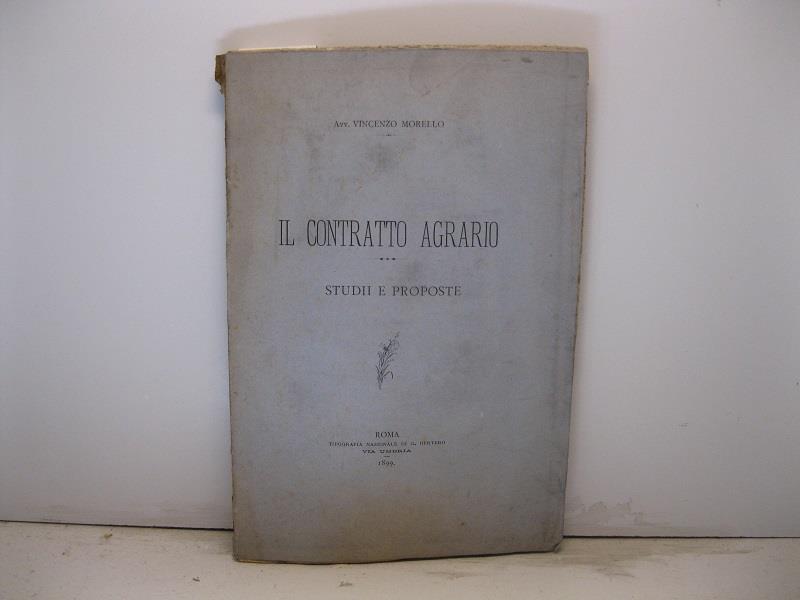 Avv. VINCENZO MORELLO
IL CONTRATTO AGRARIO
STUDII E PROPOSTE
ROMA
TIPOGRAFIA NAZIONALE DI G. BERTERO
VIA UMBRIA
1899.